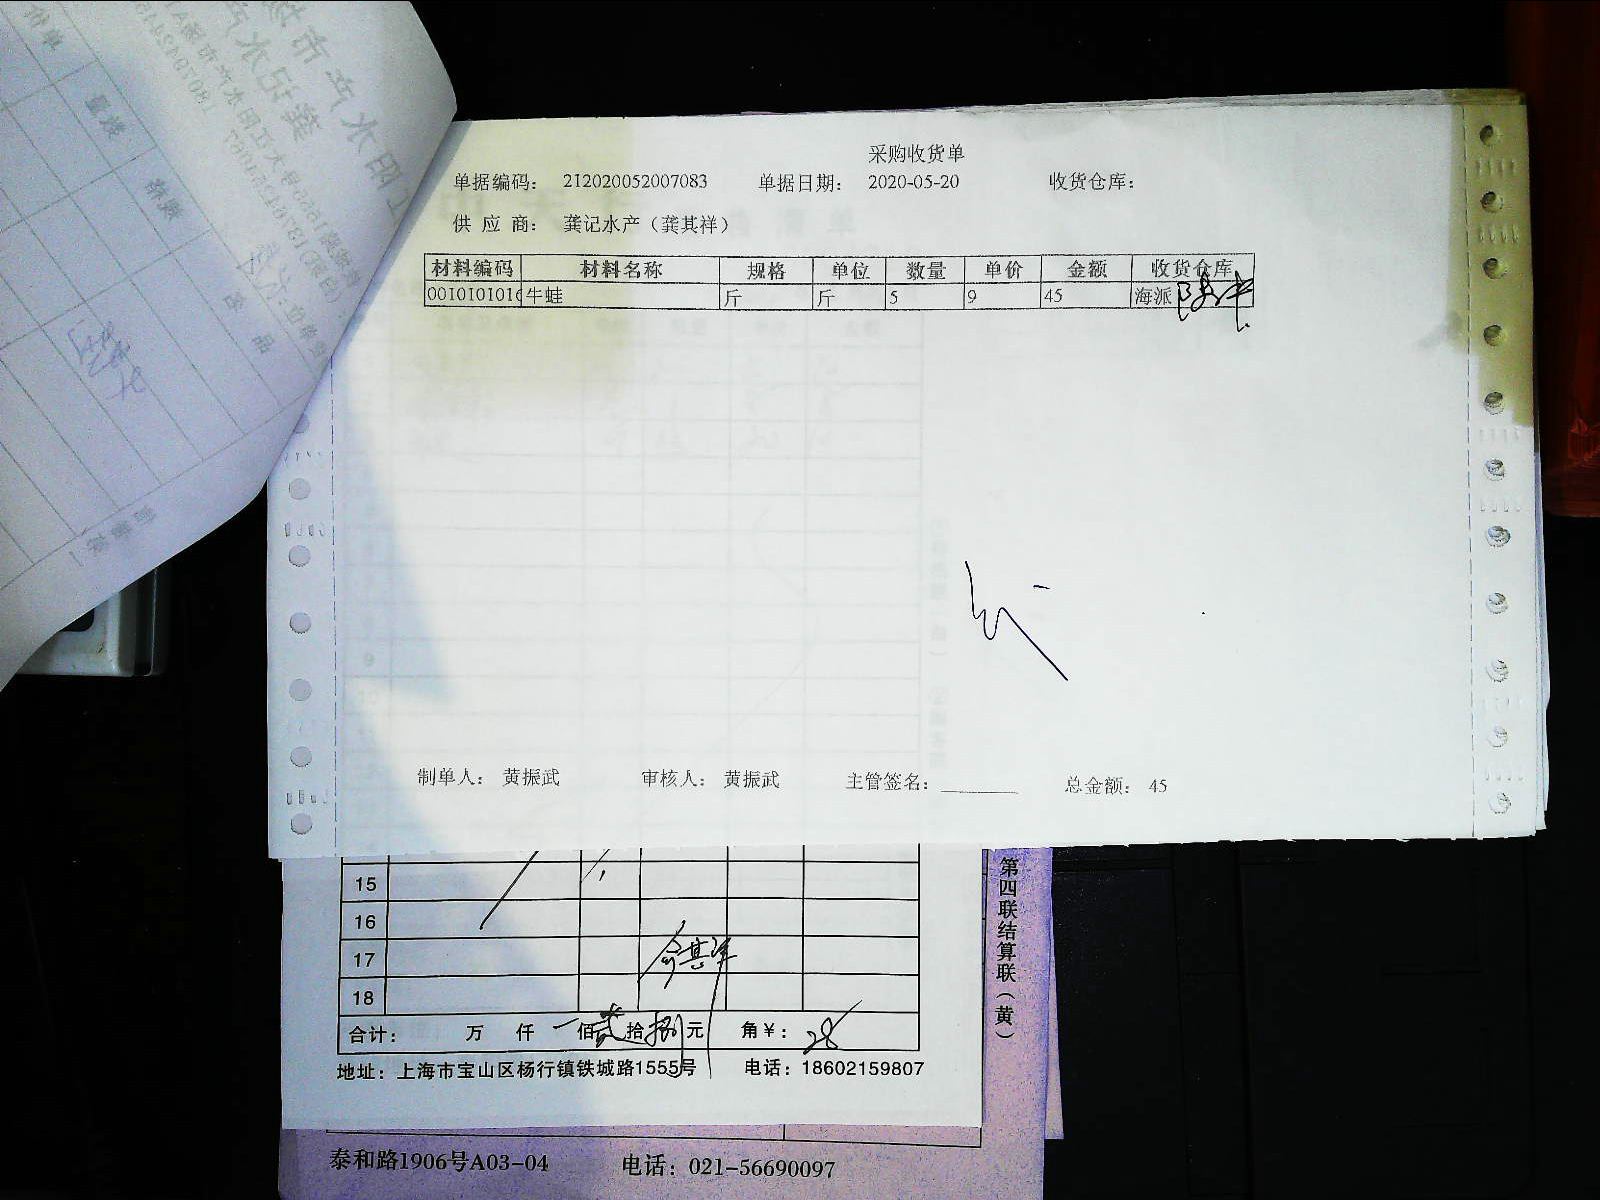 采购收货单
单据编码： 212020052007083 单据日期： 2020-05-20 收货仓库：
供 应 商： 龚记水产（龚其祥）
材料编码 材料名称 规格 单位 数量 单价 金额 收货仓库
001010101 牛蛙 斤 斤 5 9 45 海派
制单人： 黄振武 审核人： 黄振武 主管签名： 总金额： 45
15
16
17
18
合计： 万 仟 佰 贰 拾 捌 元 角￥： 28
地址：上海市宝山区杨行镇铁城路1555号 电话：18602159807
第四联结算联（黄）
泰和路1906号A03-04 电话：021-56690097